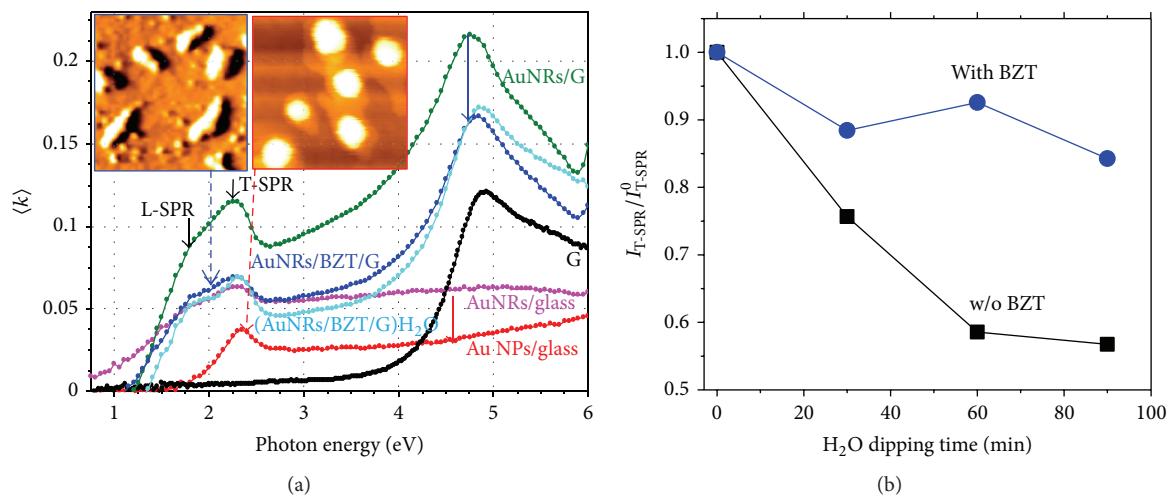 0.2
0.15
0.1
0.05
0
⟨k⟩
L-SPR
T-SPR
AuNRs/G
AuNRs/BZT/G
G
AuNRs/glass
(AuNRs/BZT/G)H₂O
Au NPs/glass
1 2 3 4 5 6
Photon energy (eV)
(a)
1.0
0.9
0.8
0.7
0.6
0.5
I_T-SPR/I⁰_T-SPR
With BZT
w/o BZT
0 20 40 60 80 100
H₂O dipping time (min)
(b)